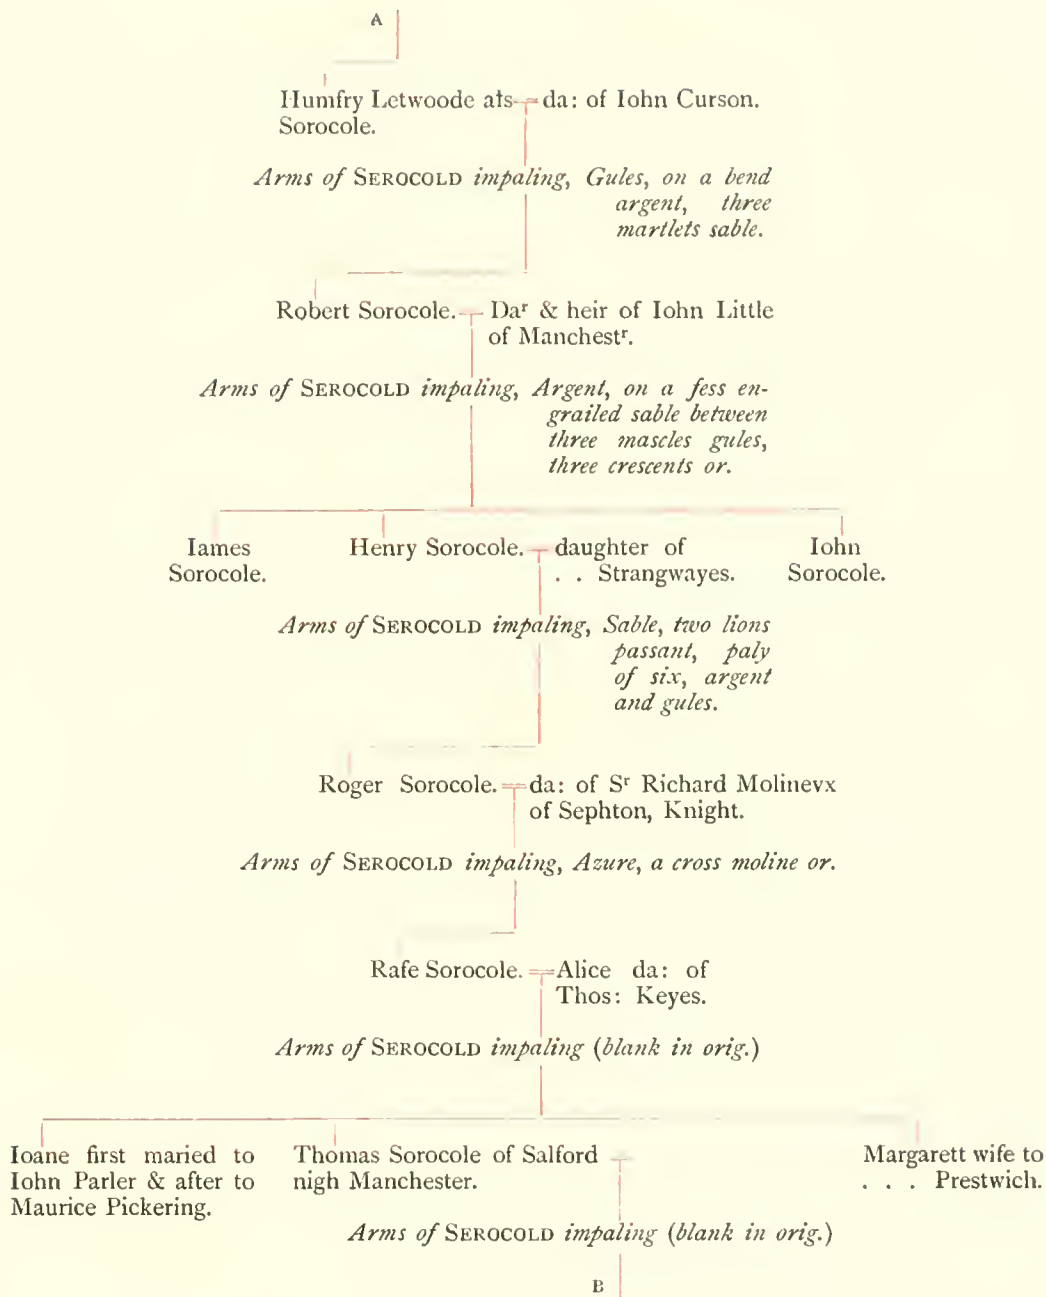 A
Humfry Letwoode als da: of Iohn Curson.
Sorocole.
Arms of SEROCOLD impaling, Gules, on a bend
argent, three
martlets sable.
Robert Sorocole. Daʳ & heir of Iohn Little
of Manchestʳ.
Arms of SEROCOLD impaling, Argent, on a fess en-
grailed sable between
three mascles gules,
three crescents or.
Iames
Sorocole.
Henry Sorocole. daughter of
. . Strangwayes.
Iohn
Sorocole.
Arms of SEROCOLD impaling, Sable, two lions
passant, paly
of six, argent
and gules.
Roger Sorocole. da: of Sʳ Richard Molinevx
of Sephton, Knight.
Arms of SEROCOLD impaling, Azure, a cross moline or.
Rafe Sorocole. Alice da: of
Thos: Keyes.
Arms of SEROCOLD impaling (blank in orig.)
Ioane first maried to
Iohn Parler & after to
Maurice Pickering.
Thomas Sorocole of Salford
nigh Manchester.
Margarett wife to
. . . Prestwich.
Arms of SEROCOLD impaling (blank in orig.)
B